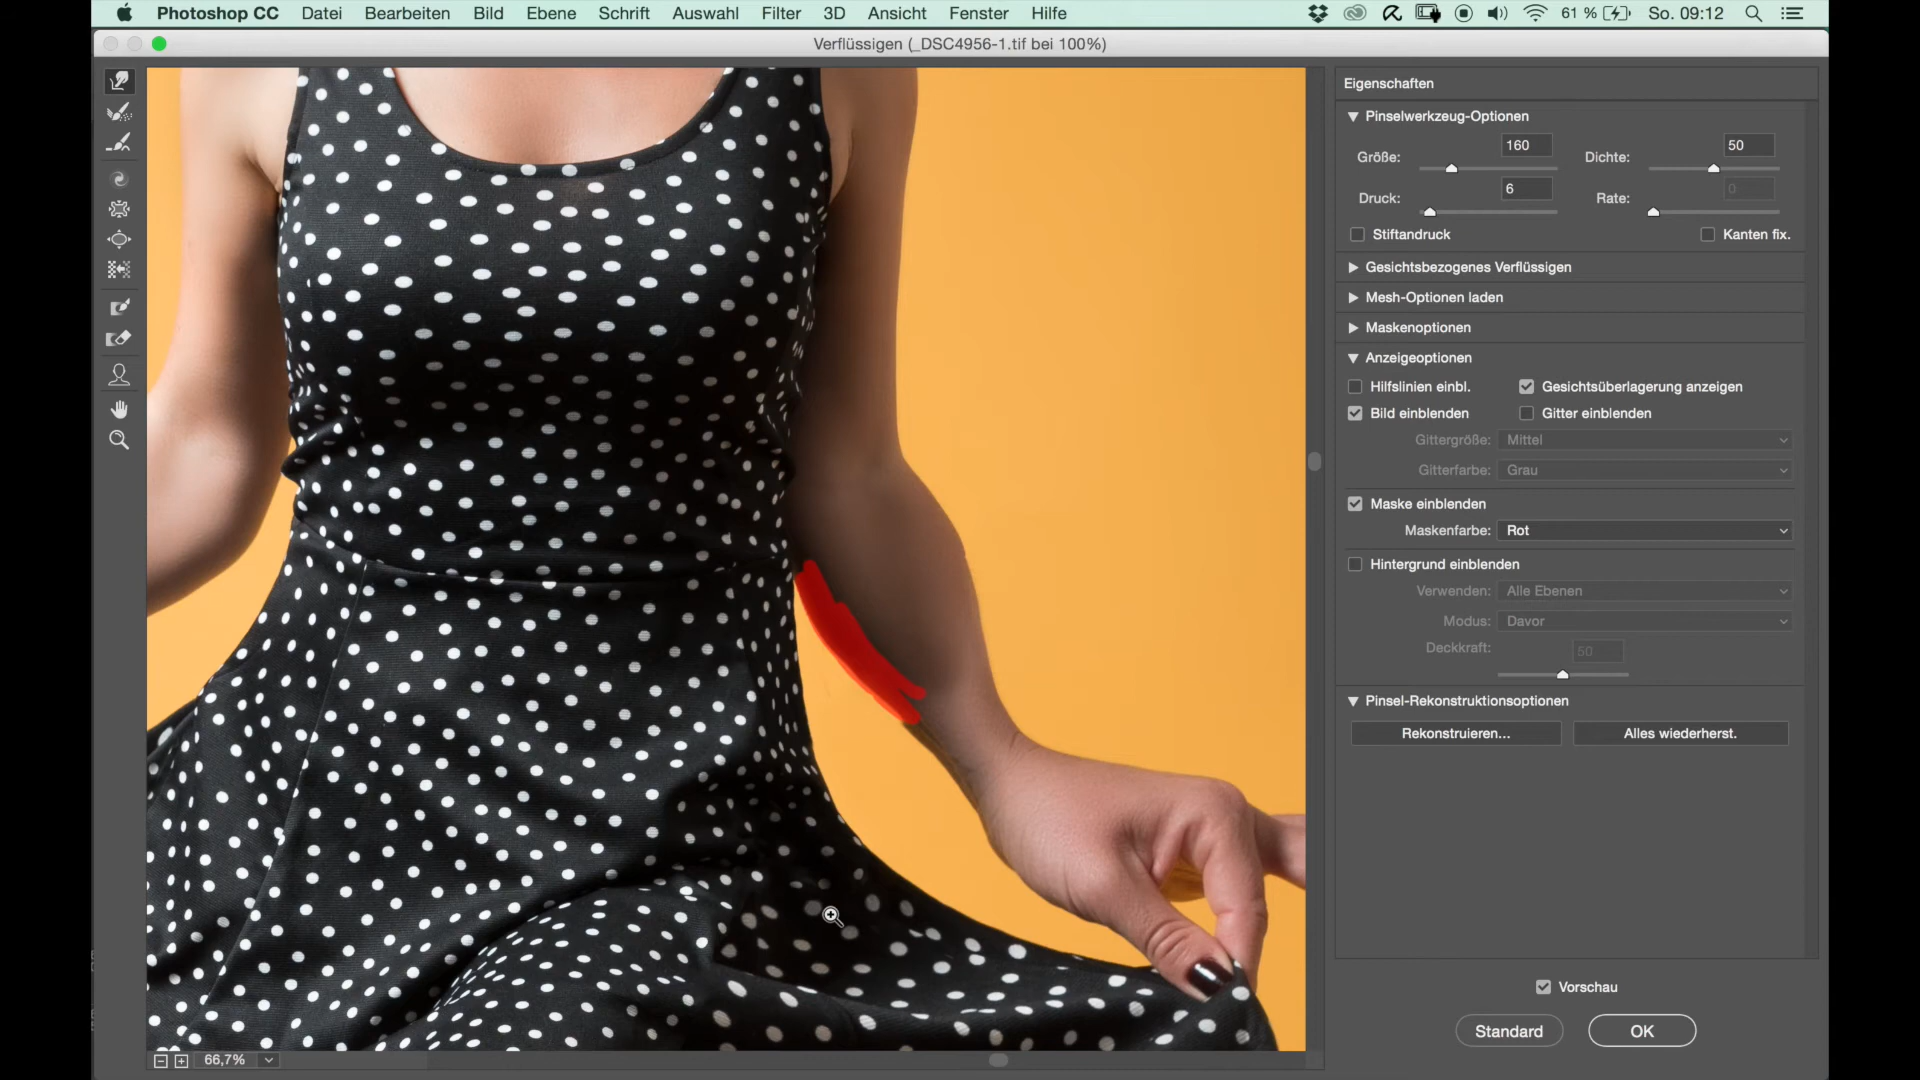 Photoshop CC Datei Bearbeiten Bild Ebene Schrift Auswahl Filter 3D Ansicht Fenster Hilfe 61 % So. 09:12
Verflüssigen (_DSC4956-1.tif bei 100%)
Eigenschaften
Pinselwerkzeug-Optionen
Größe: 160 Dichte: 50
Druck: 6 Rate: 0
Stiftandruck Kanten fix.
Gesichtsbezogenes Verflüssigen
Mesh-Optionen laden
Maskenoptionen
Anzeigeoptionen
Hilfslinien einbl. Gesichtsüberlagerung anzeigen
Bild einblenden Gitter einblenden
Gittergröße: Mittel
Gitterfarbe: Grau
Maske einblenden
Maskenfarbe: Rot
Hintergrund einblenden
Verwenden: Alle Ebenen
Modus: Davor
Deckkraft: 50
Pinsel-Rekonstruktionsoptionen
Rekonstruieren... Alles wiederherst.
Vorschau
Standard OK
66,7%